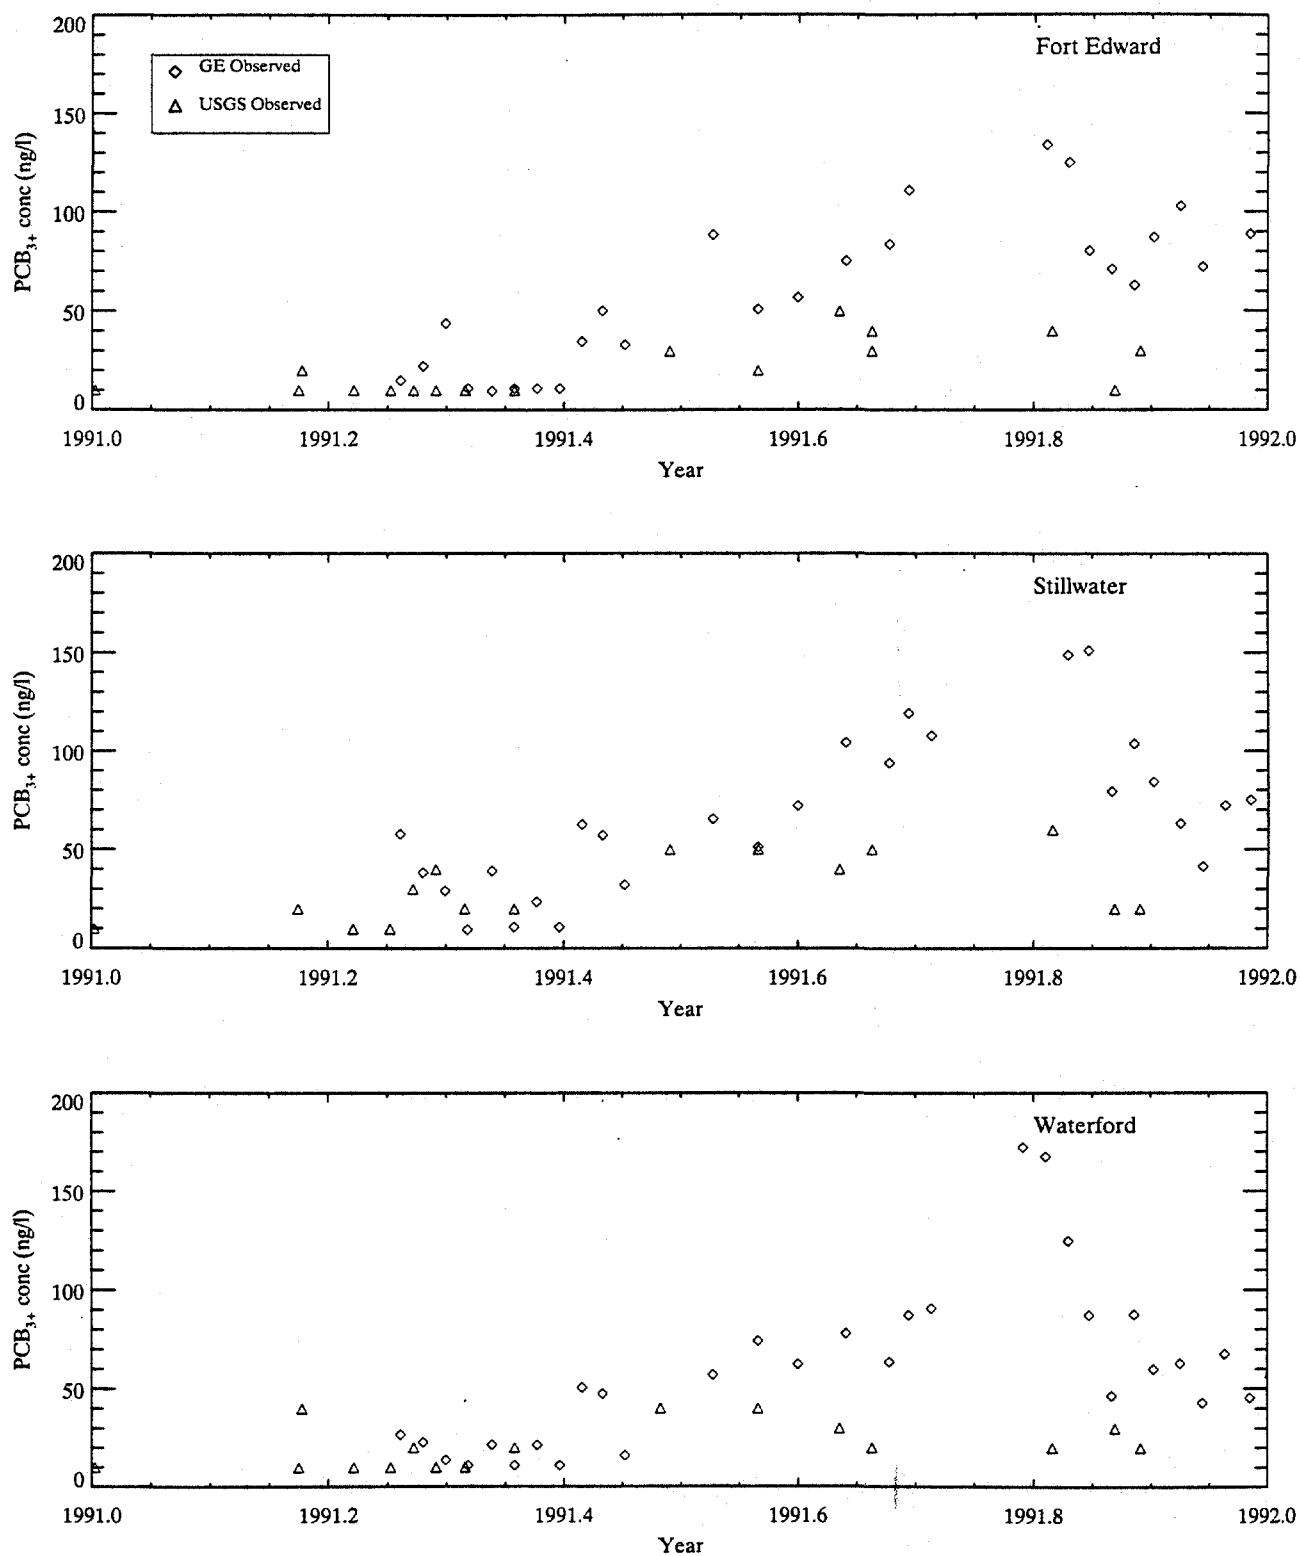 200
150
100
50
0
PCB3+ conc (ng/l)
GE Observed
USGS Observed
Fort Edward
1991.0 1991.2 1991.4 1991.6 1991.8 1992.0
Year
200
150
100
50
0
PCB3+ conc (ng/l)
Stillwater
1991.0 1991.2 1991.4 1991.6 1991.8 1992.0
Year
200
150
100
50
0
PCB3+ conc (ng/l)
Waterford
1991.0 1991.2 1991.4 1991.6 1991.8 1992.0
Year